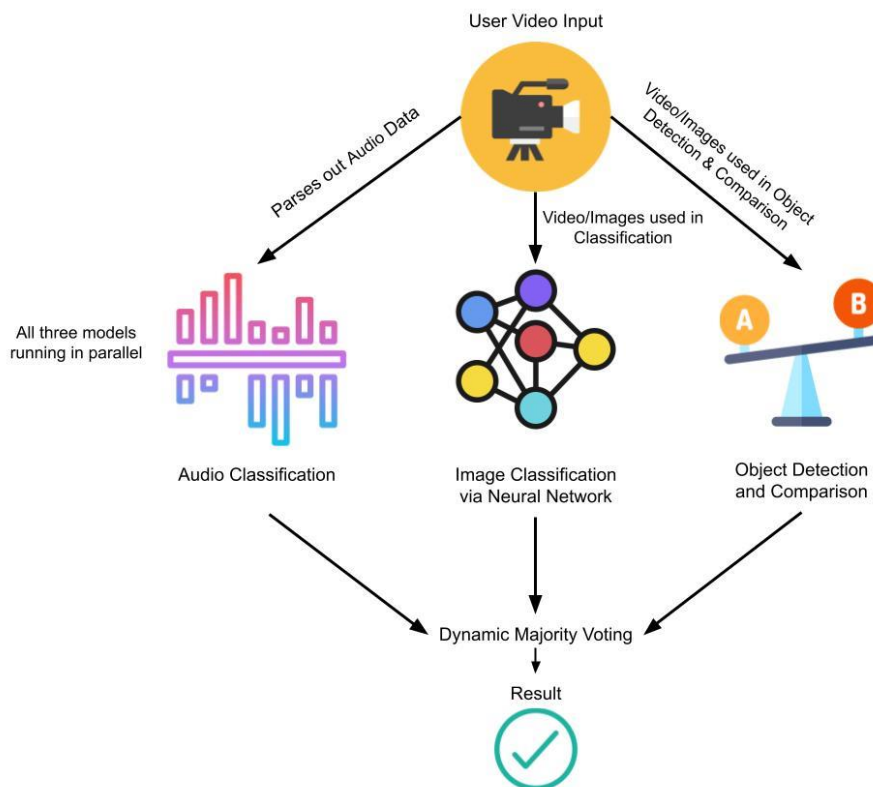 User Video Input
Parses out Audio Data
Video/Images used in
Classification
Video/Images used in Object
Detection & Comparison
A
B
All three models
running in parallel
Audio Classification
Image Classification
via Neural Network
Object Detection
and Comparison
Dynamic Majority Voting
Result